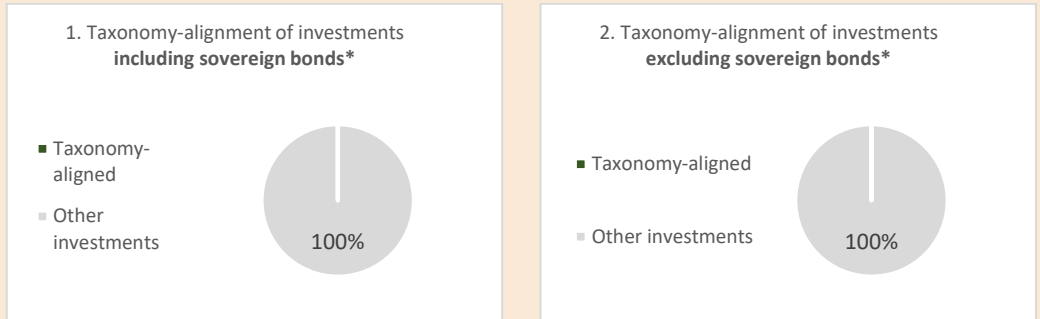 1. Taxonomy-alignment of investments
including sovereign bonds*
Taxonomy-
aligned
Other
investments
100%
2. Taxonomy-alignment of investments
excluding sovereign bonds*
Taxonomy-aligned
Other investments
100%